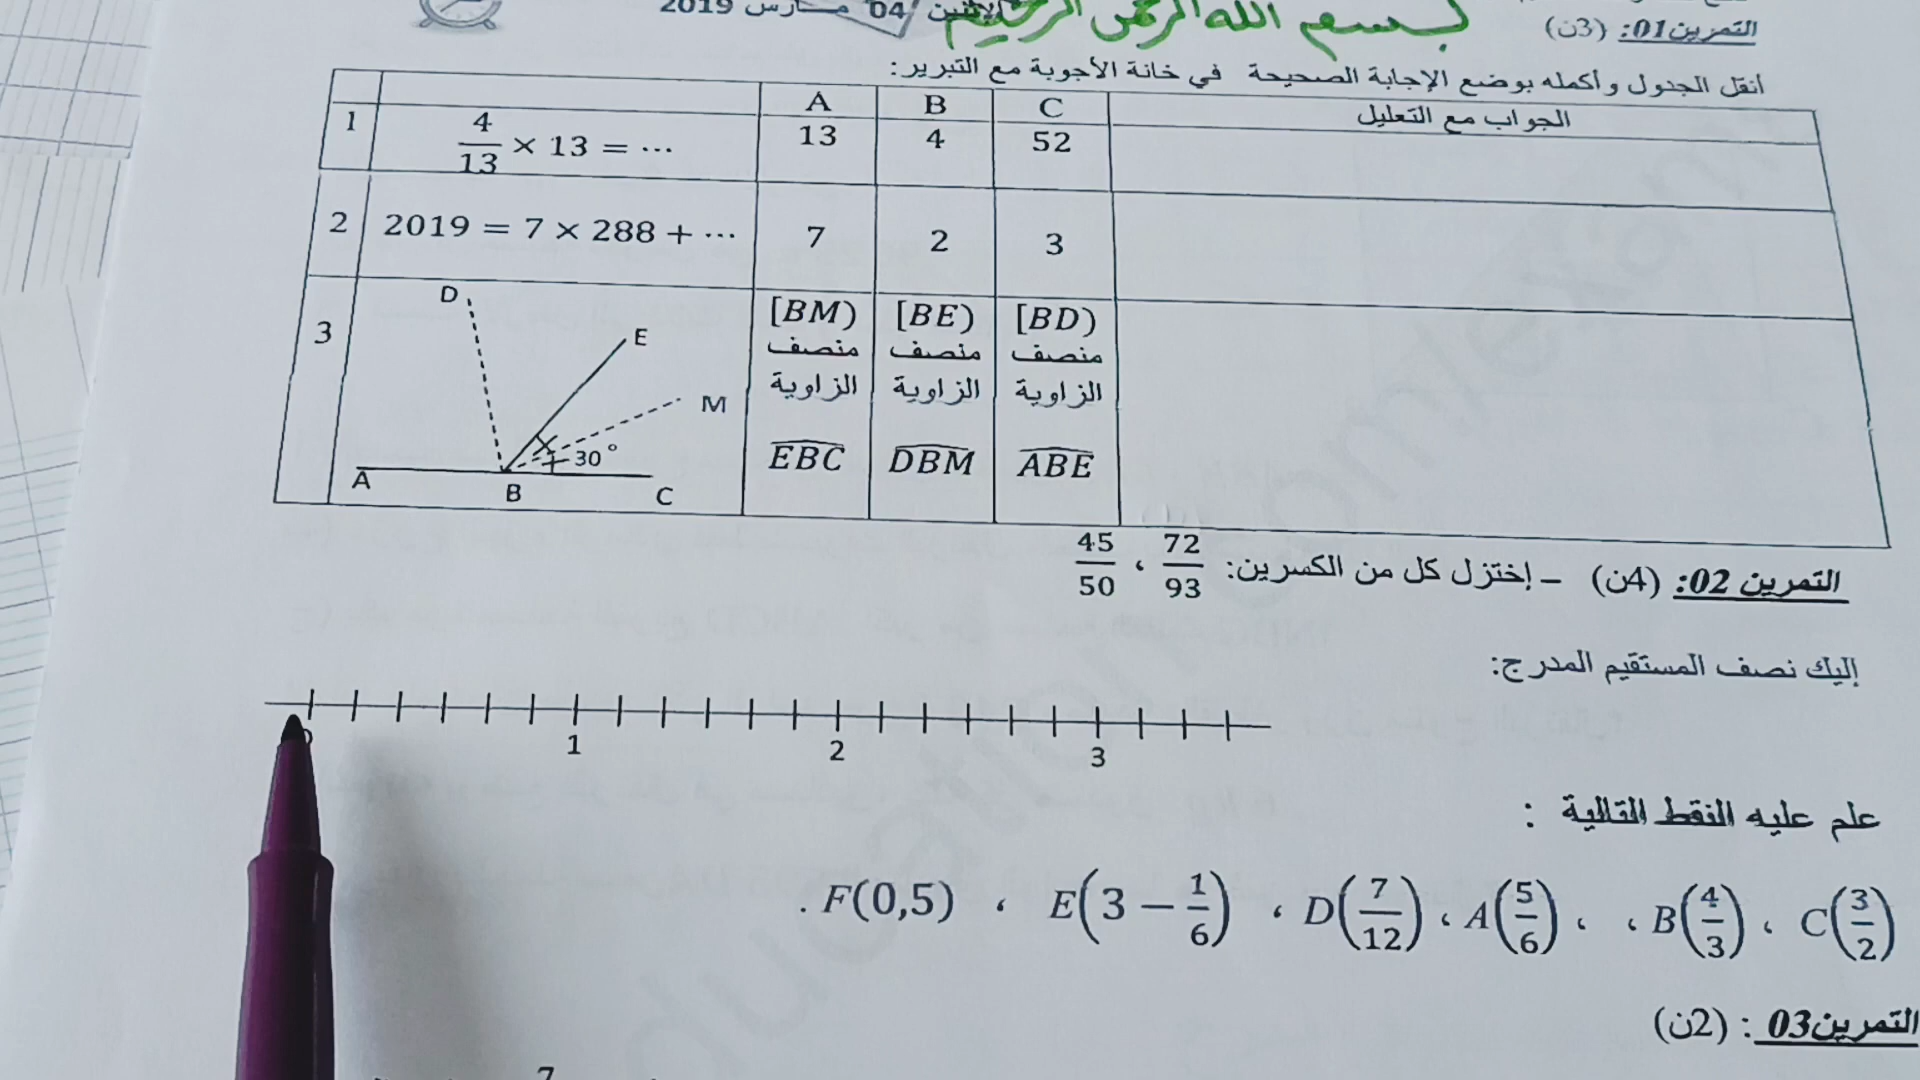 الإثنين 04 مارس 2019
بسم الله الرحمن الرحيم
التمرين01: (3ن)
أنقل الجدول وأكمله بوضع الإجابة الصحيحة في خانة الأجوبة مع التبرير:
A B C الجواب مع التعليل
1 4/13 × 13 = ⋯ 13 4 52
2 2019 = 7 × 288 + ⋯ 7 2 3
3 D E M 30° A B C
[BM) منصف الزاوية EBC
[BE) منصف الزاوية DBM
[BD) منصف الزاوية ABE
التمرين 02: (4ن) – إختزل كل من الكسرين: 72/93 ، 45/50
إليك نصف المستقيم المدرج:
1 2 3
علم عليه النقط التالية :
C(3/2) ، B(4/3) ، ، A(5/6) ، D(7/12) ، E(3 − 1/6) ، F(0,5) .
التمرين03 : (2ن)
7